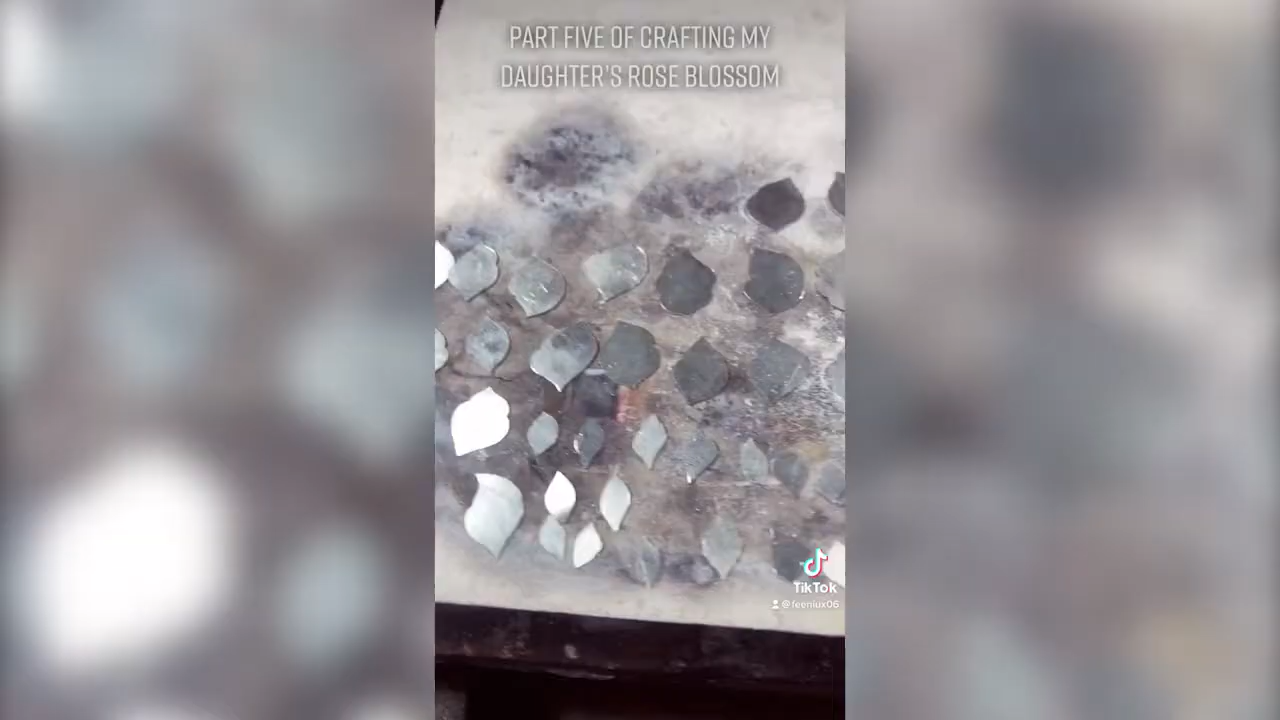 PART FIVE OF CRAFTING MY
DAUGHTER'S ROSE BLOSSOM
TikTok
@feeniux06